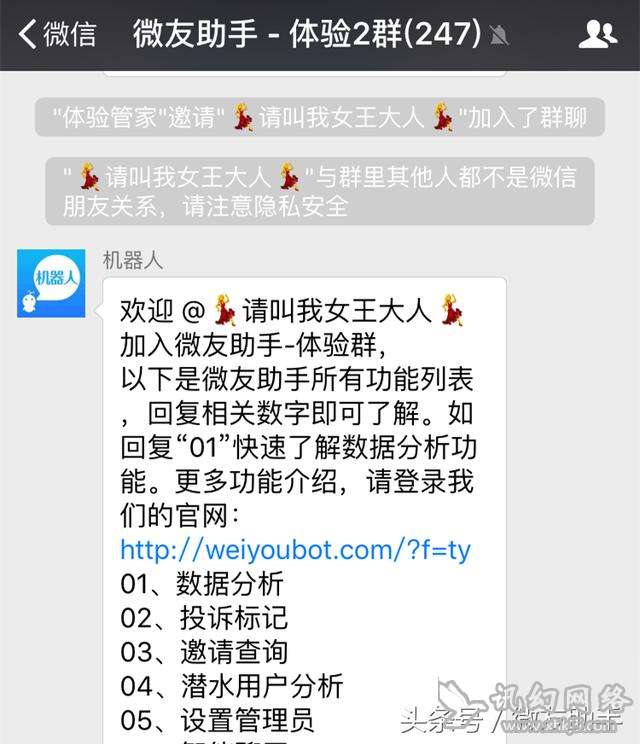 微信
微友助手 - 体验2群(247)
"体验管家"邀请"💃请叫我女王大人💃"加入了群聊
"💃请叫我女王大人💃"与群里其他人都不是微信
朋友关系，请注意隐私安全
机器人
机器人
欢迎 @💃请叫我女王大人💃
加入微友助手-体验群，
以下是微友助手所有功能列表
，回复相关数字即可了解。如
回复“01”快速了解数据分析功
能。更多功能介绍，请登录我
们的官网：
http://weiyoubot.com/?f=ty
01、数据分析
02、投诉标记
03、邀请查询
04、潜水用户分析
05、设置管理员
讯幻网络
头条号/微友助手